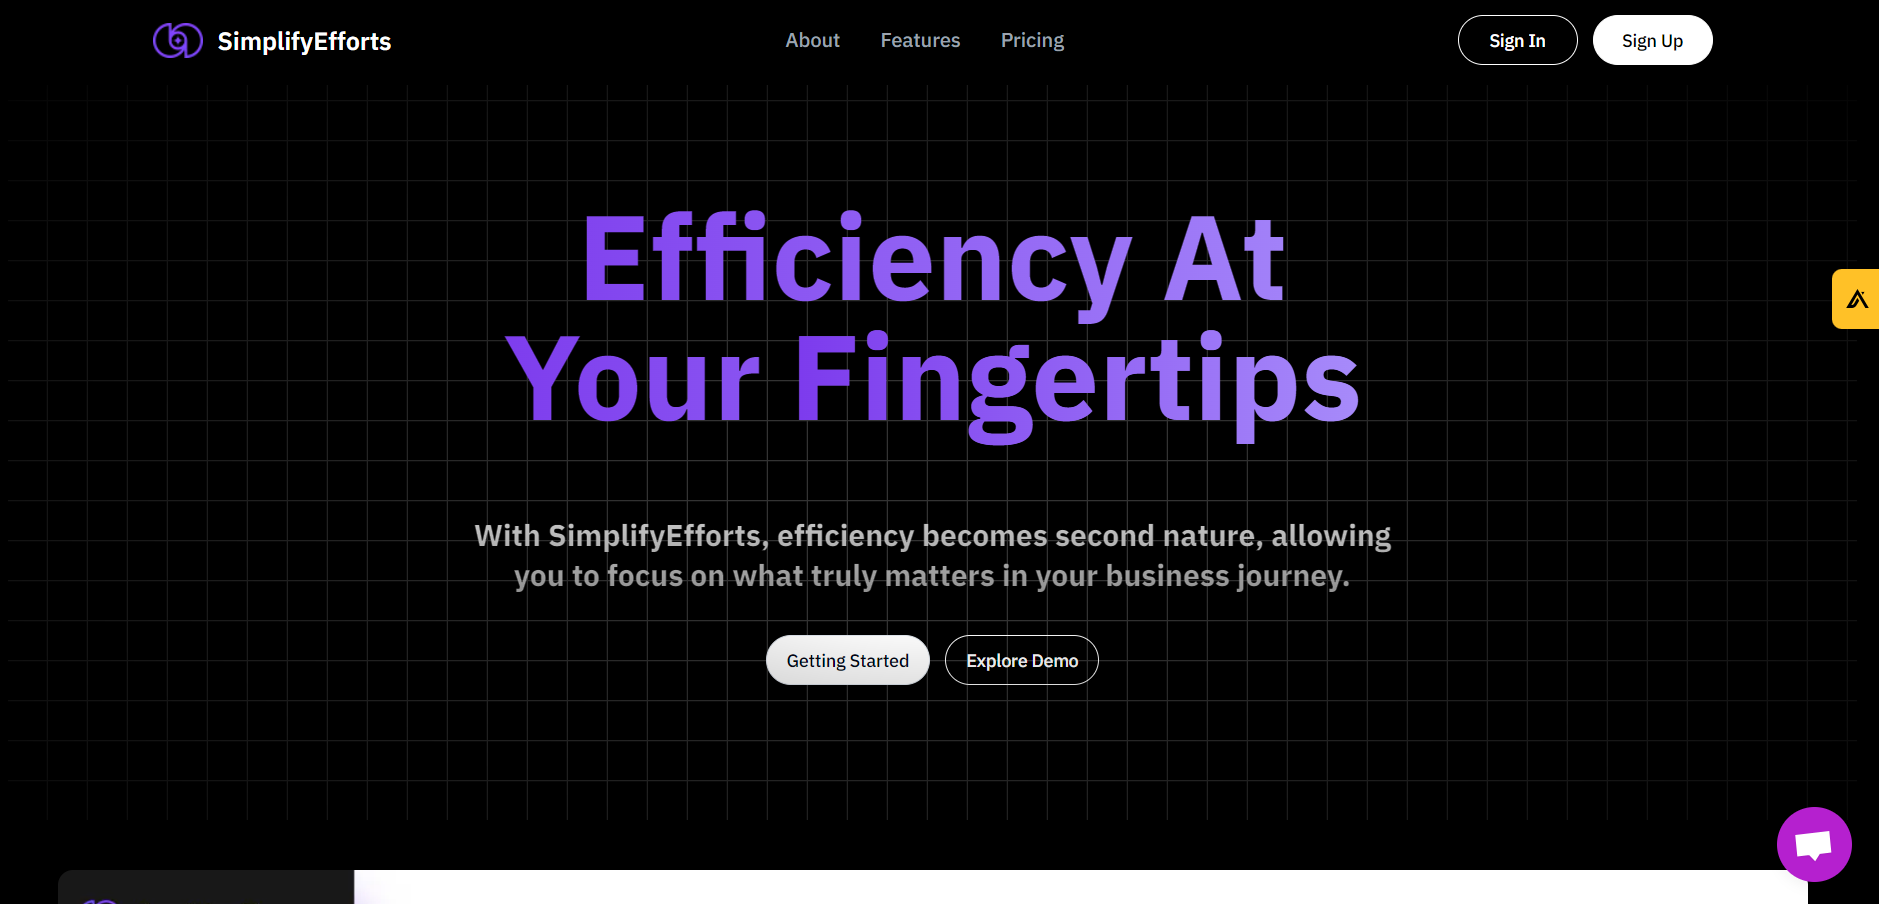 SimplifyEfforts
About
Features
Pricing
Sign In
Sign Up
Efficiency At
Your Fingertips
With SimplifyEfforts, efficiency becomes second nature, allowing
you to focus on what truly matters in your business journey.
Getting Started
Explore Demo